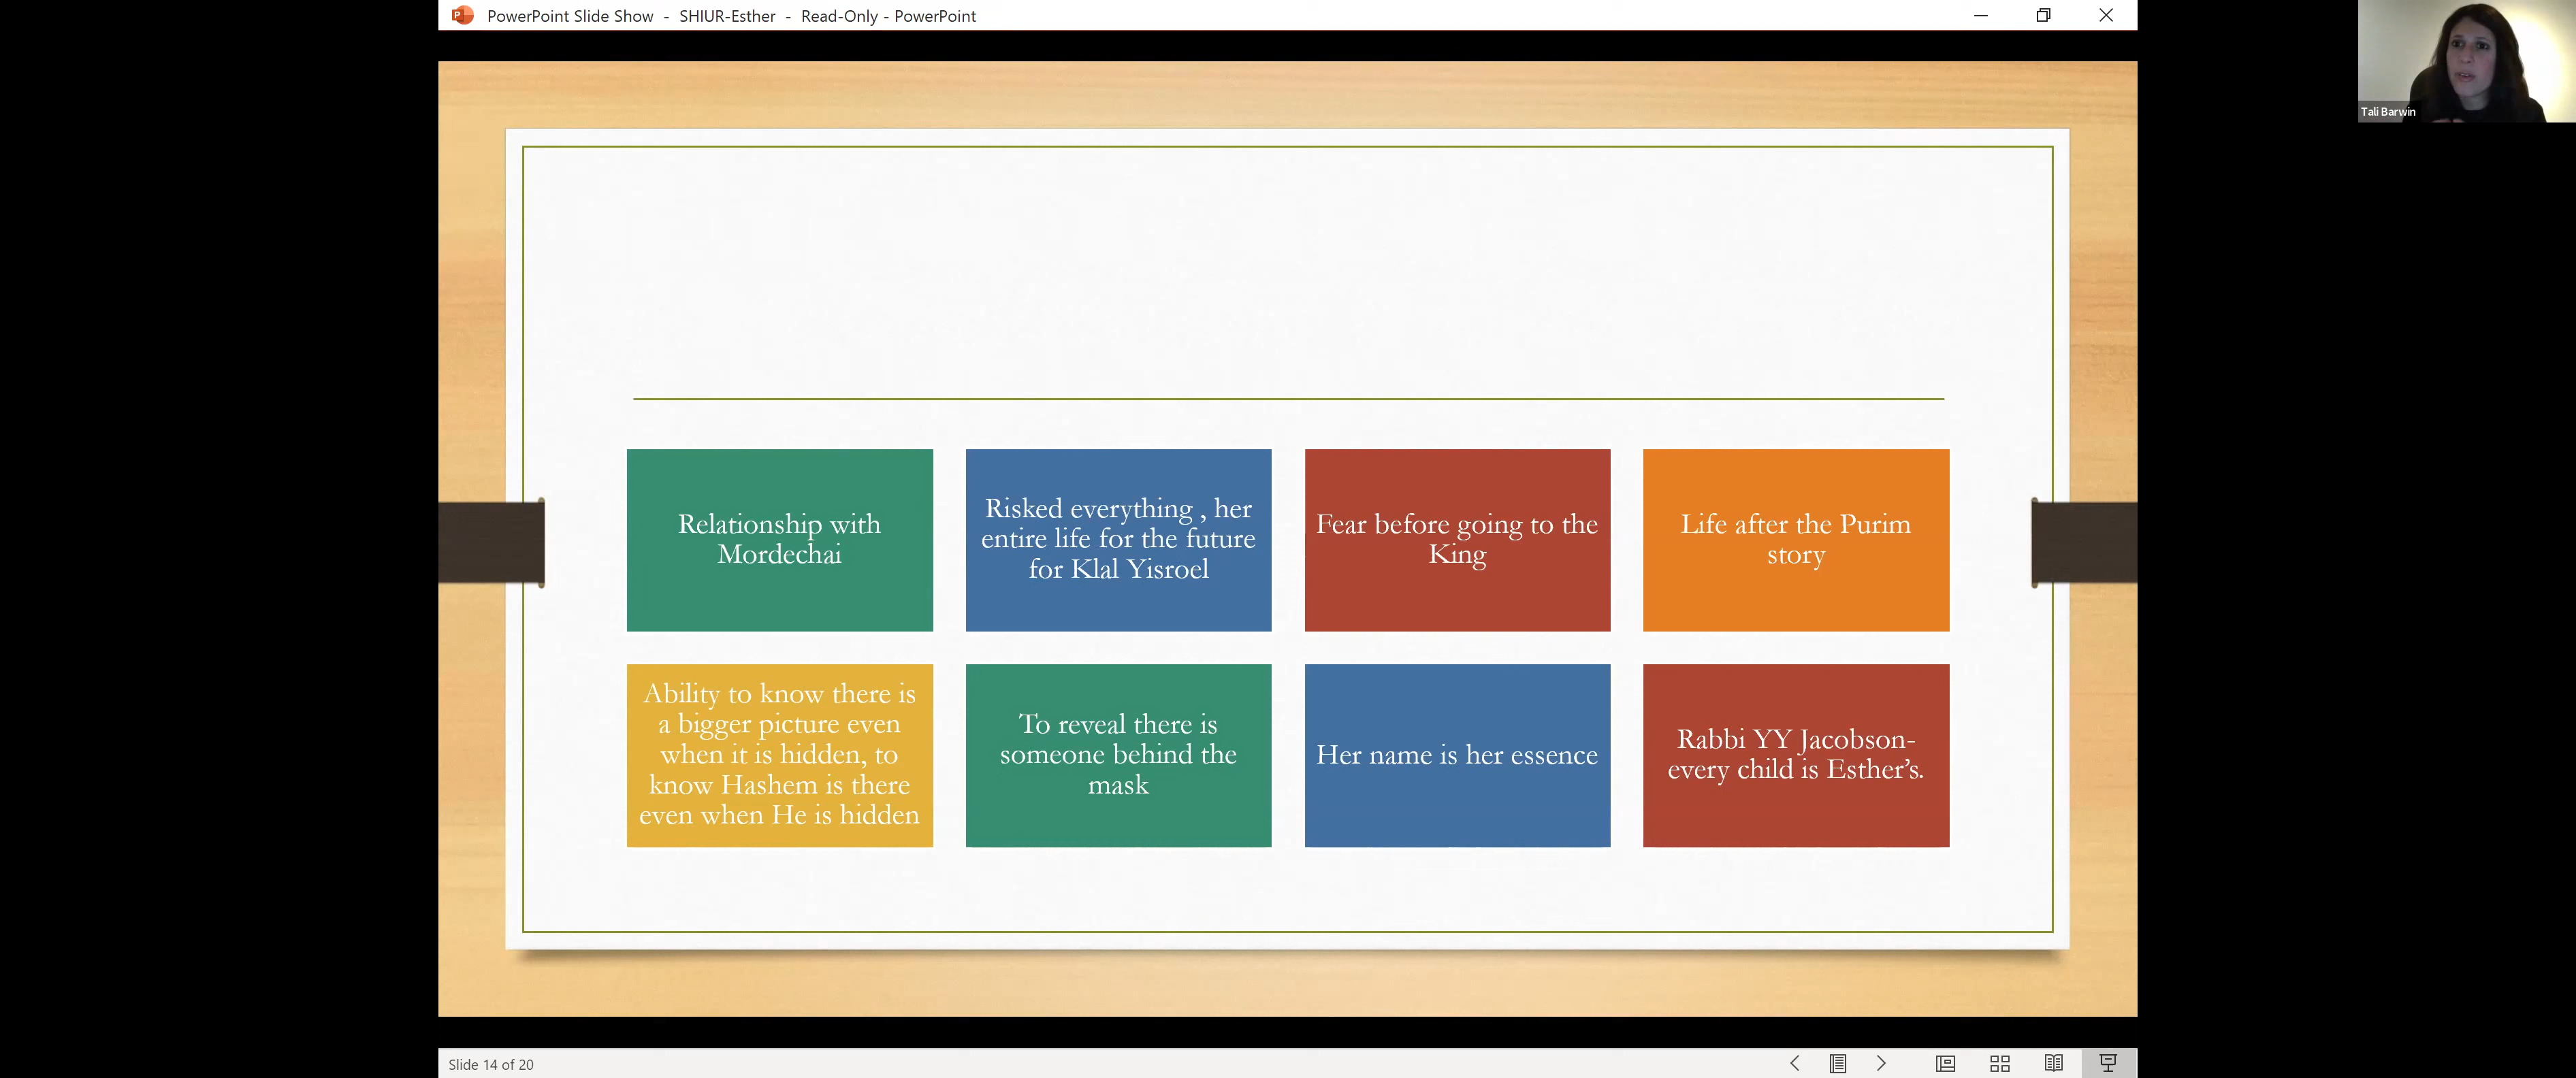 PowerPoint Slide Show - SHIUR-Esther - Read-Only - PowerPoint
Tali Barwin
Relationship with
Mordechai
Risked everything , her
entire life for the future
for Klal Yisroel
Fear before going to the
King
Life after the Purim
story
Ability to know there is
a bigger picture even
when it is hidden, to
know Hashem is there
even when He is hidden
To reveal there is
someone behind the
mask
Her name is her essence
Rabbi YY Jacobson-
every child is Esther’s.
Slide 14 of 20